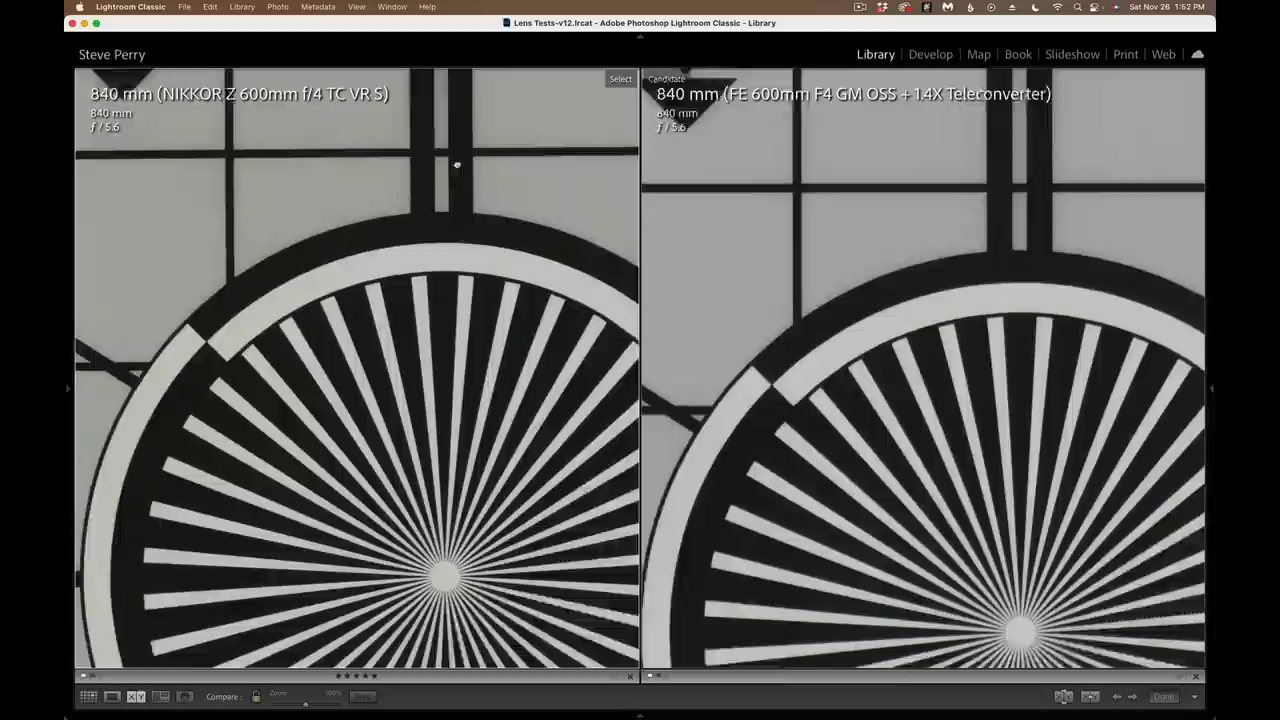 Lightroom Classic File Edit Library Photo Metadata View Window Help Sat Nov 26 1:52 PM
Lens Tests-v12.lrcat - Adobe Photoshop Lightroom Classic - Library
Steve Perry
Library | Develop | Map | Book | Slideshow | Print | Web
Select
840 mm (NIKKOR Z 600mm f/4 TC VR S)
840 mm
ƒ / 5.6
Candidate
840 mm (FE 600mm F4 GM OSS + 1.4X Teleconverter)
840 mm
ƒ / 5.6
Compare : Zoom 100%
Done